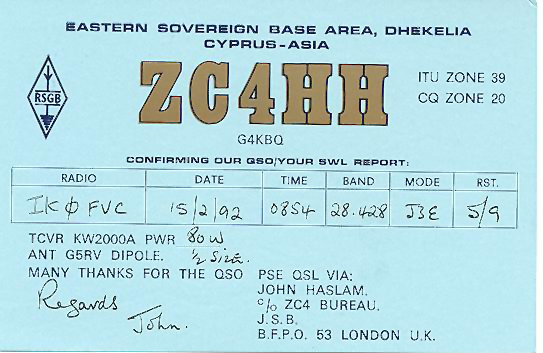 EASTERN SOVEREIGN BASE AREA, DHEKELIA
CYPRUS-ASIA
RSGB
ZC4HH
ITU ZONE 39
CQ ZONE 20
G4KBQ
CONFIRMING OUR QSO/YOUR SWL REPORT:
RADIO DATE TIME BAND MODE RST.
IKØFVC 15/2/92 0854 28.428 J3E 5/9
TCVR KW2000A PWR 80W
ANT G5RV DIPOLE. ½ SIZE.
MANY THANKS FOR THE QSO
Regards
John.
PSE QSL VIA:
JOHN HASLAM,
c/o ZC4 BUREAU.
J.S.B.
B.F.P.O. 53 LONDON U.K.